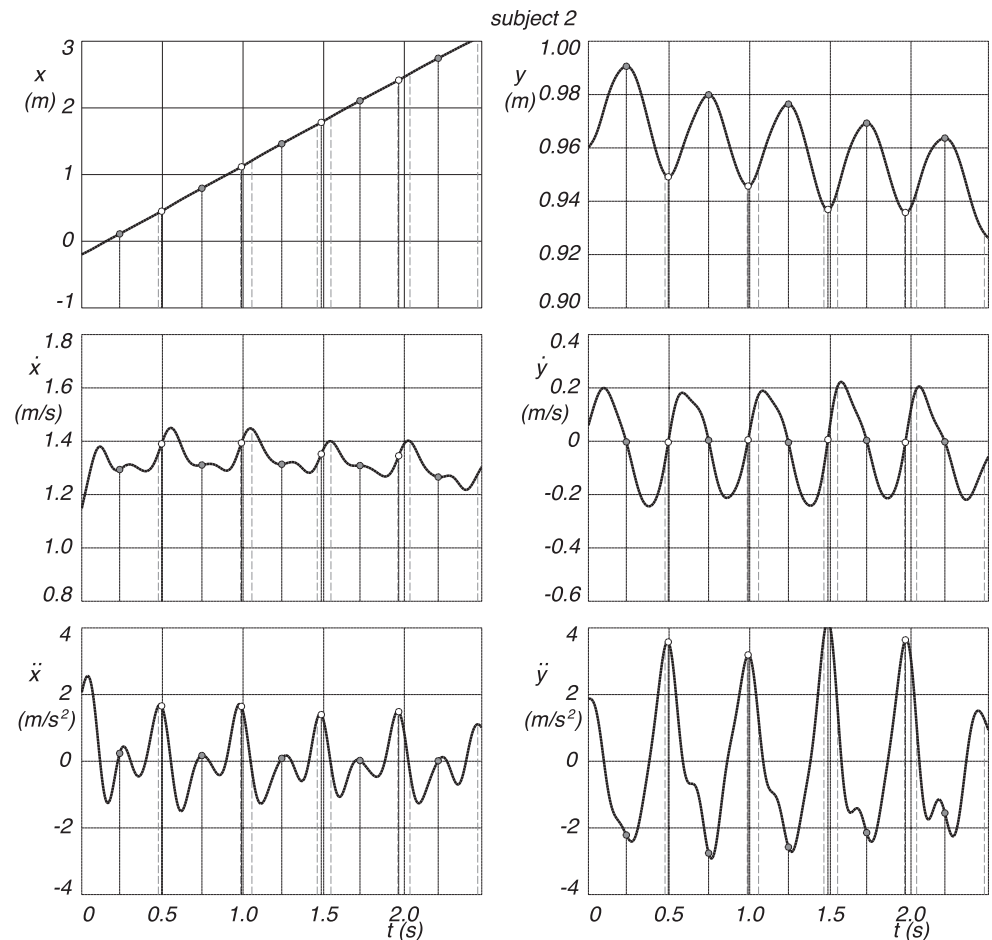 subject 2
3
x
(m)
2
1
0
-1
1.00
y
(m)
0.98
0.96
0.94
0.92
0.90
1.8
ẋ
1.6
(m/s)
1.4
1.2
1.0
0.8
0.4
ẏ
0.2
(m/s)
0
-0.2
-0.4
-0.6
4
ẍ
2
(m/s²)
0
-2
-4
0 0.5 1.0 1.5 2.0
t (s)
4
ÿ
2
(m/s²)
0
-2
-4
0 0.5 1.0 1.5 2.0
t (s)